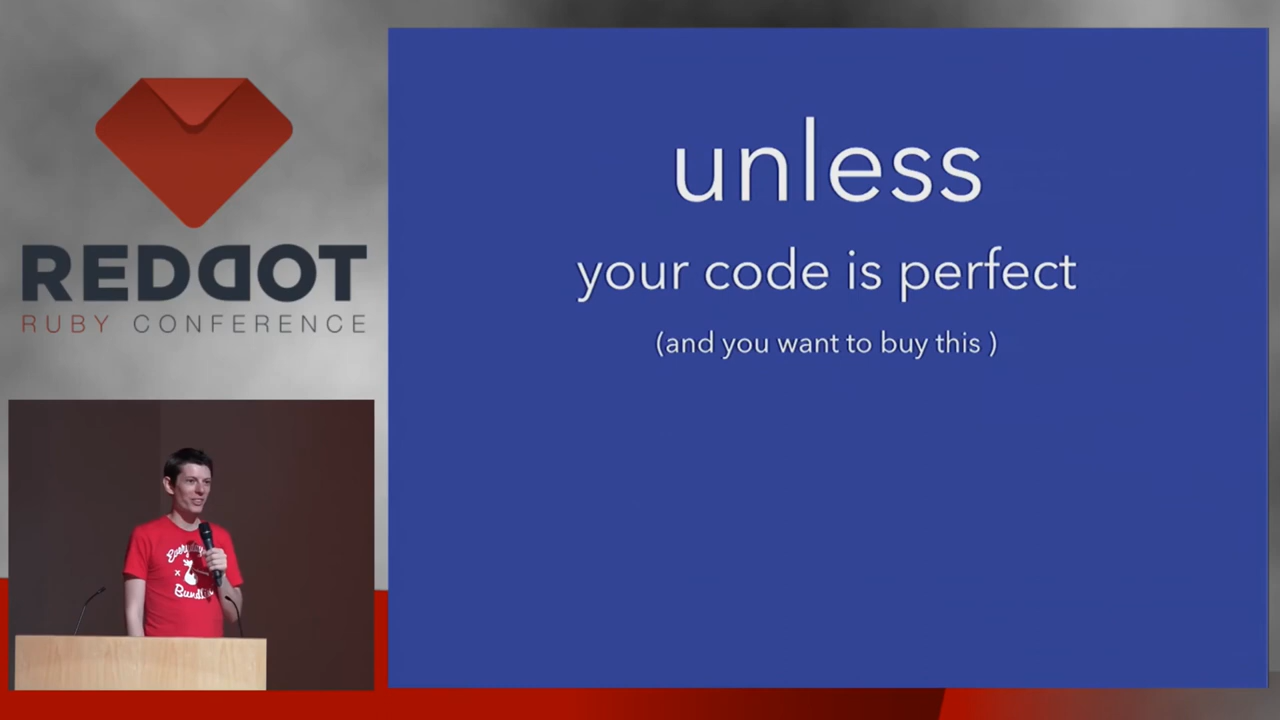 REDDOT
RUBY CONFERENCE
unless
your code is perfect
(and you want to buy this )